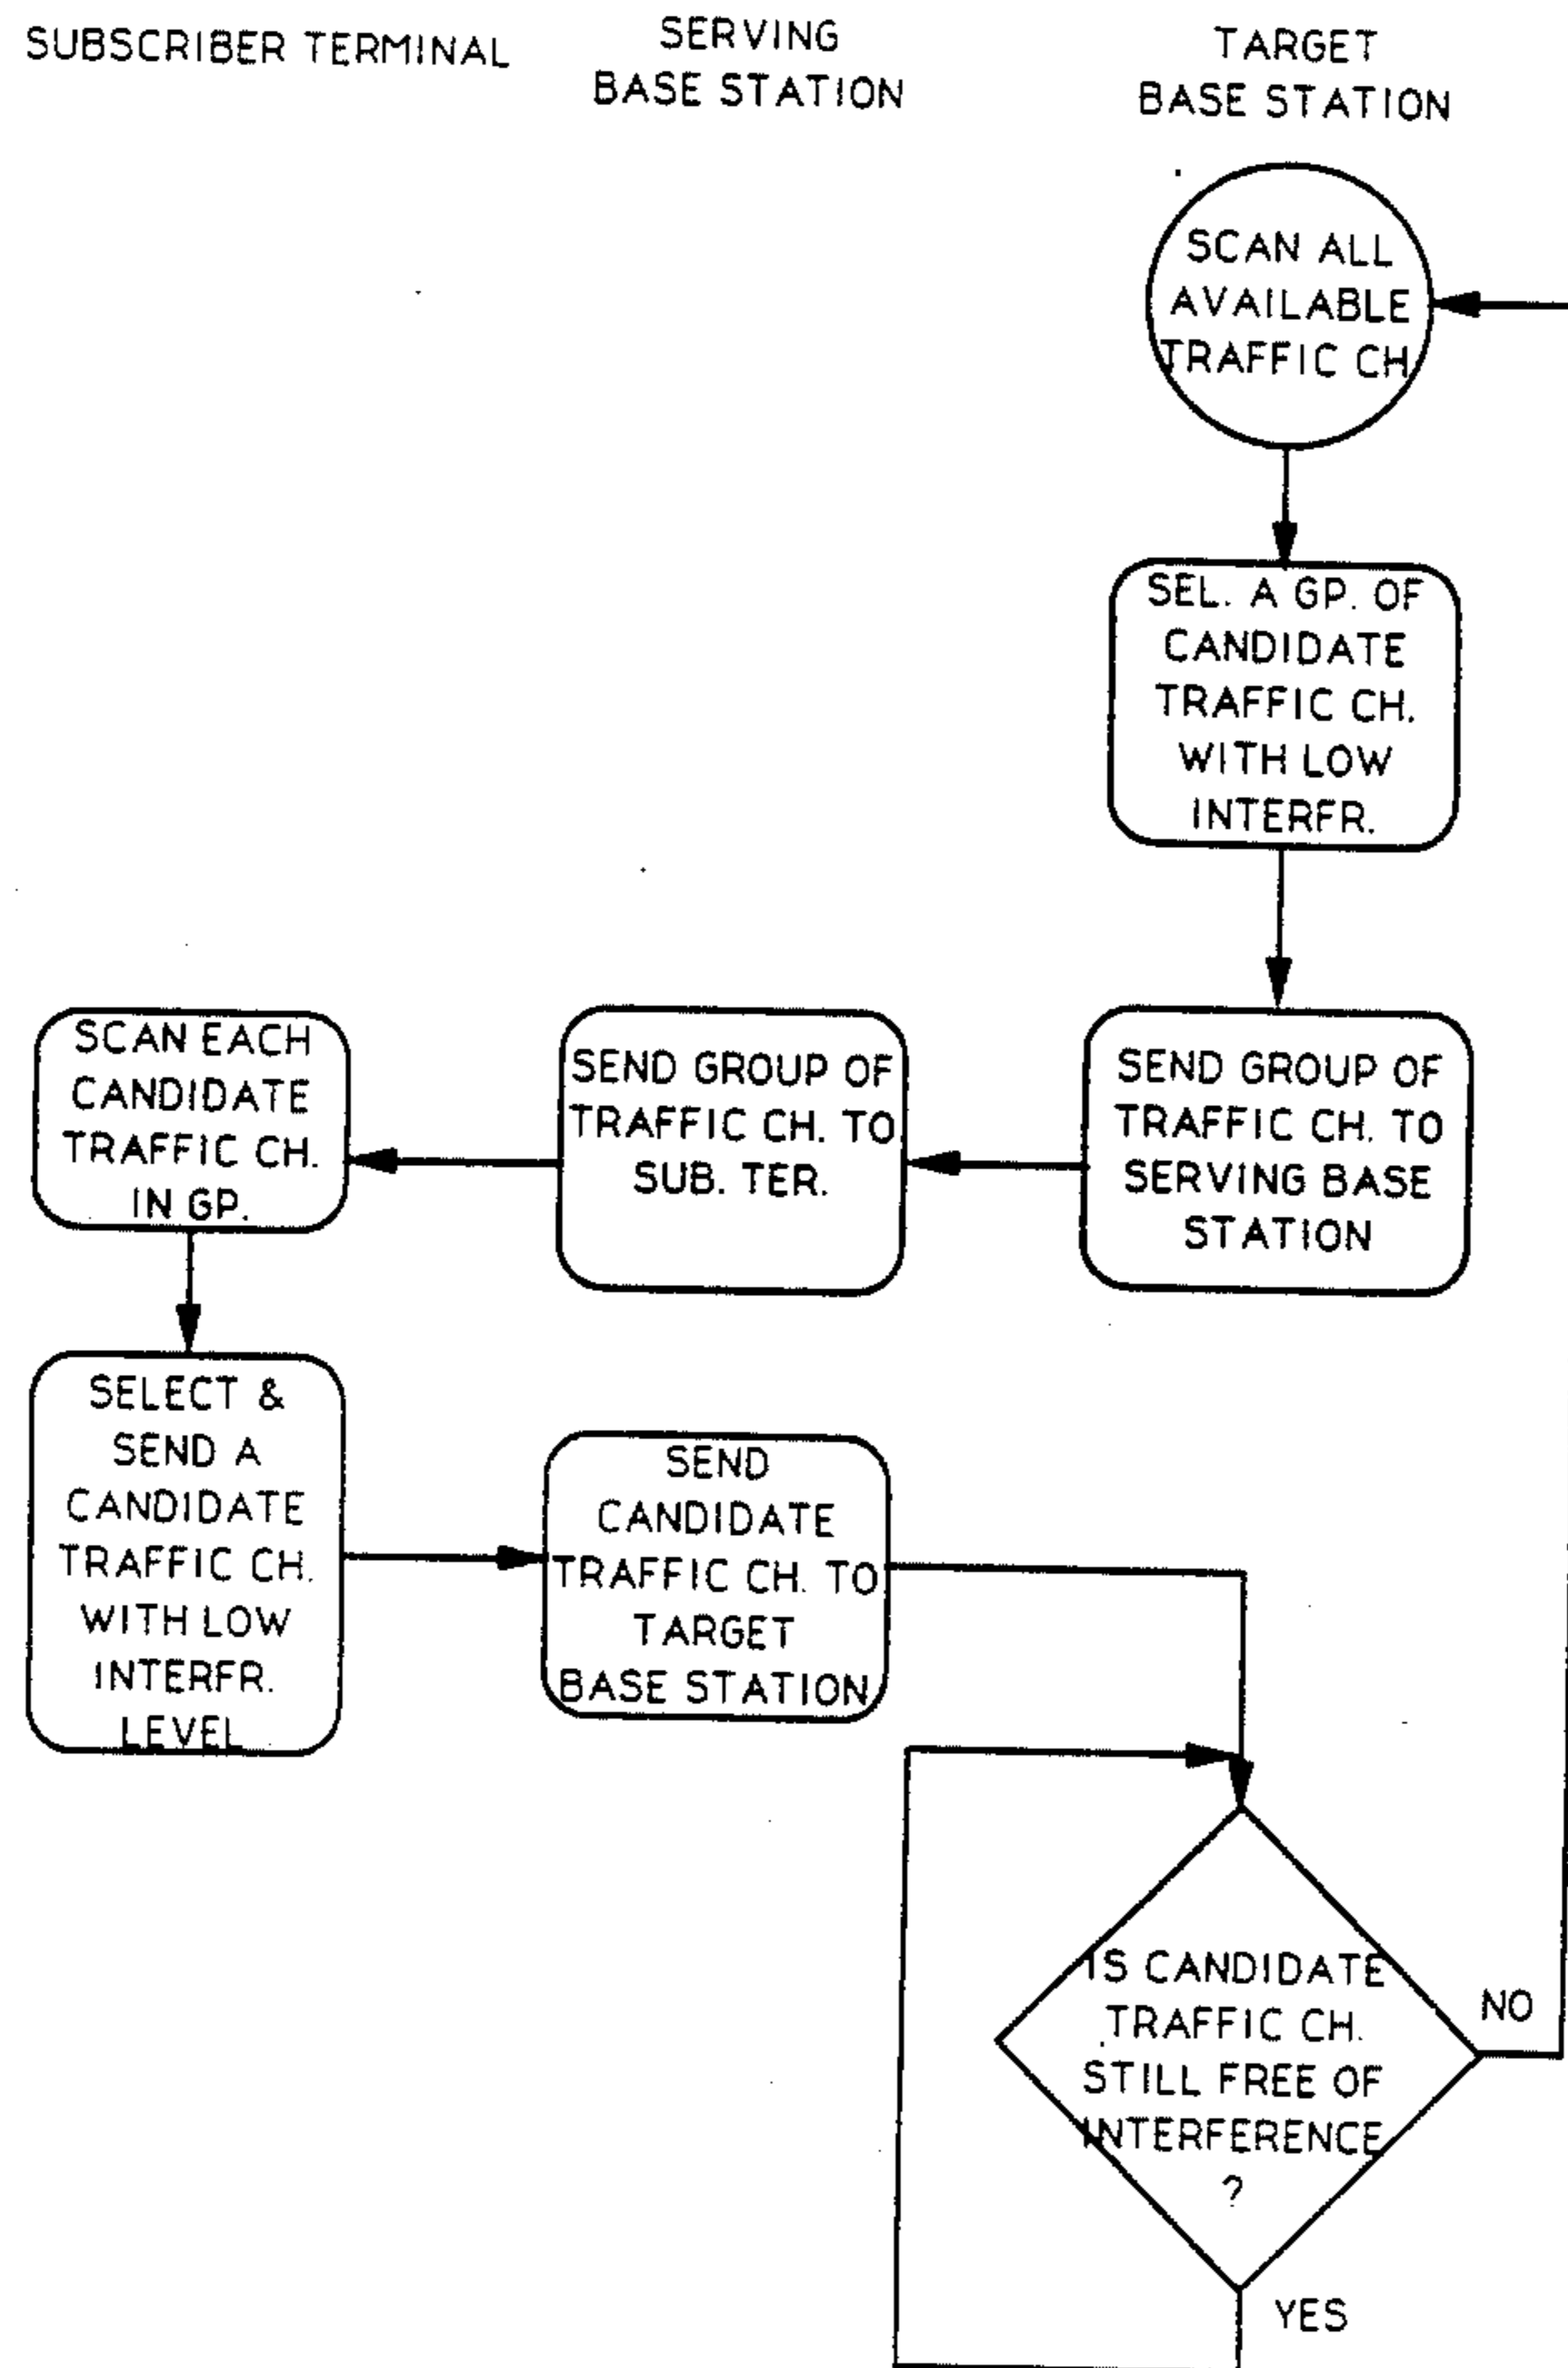 SUBSCRIBER TERMINAL
SERVING
BASE STATION
TARGET
BASE STATION
SCAN ALL
AVAILABLE
TRAFFIC CH.
SEL. A GP. OF
CANDIDATE
TRAFFIC CH.
WITH LOW
INTERFR.
SEND GROUP OF
TRAFFIC CH. TO
SERVING BASE
STATION
SEND GROUP OF
TRAFFIC CH. TO
SUB. TER.
SCAN EACH
CANDIDATE
TRAFFIC CH.
IN GP.
SELECT &
SEND A
CANDIDATE
TRAFFIC CH.
WITH LOW
INTERFR.
LEVEL
SEND
CANDIDATE
TRAFFIC CH. TO
TARGET
BASE STATION
IS CANDIDATE
TRAFFIC CH.
STILL FREE OF
INTERFERENCE
?
NO
YES